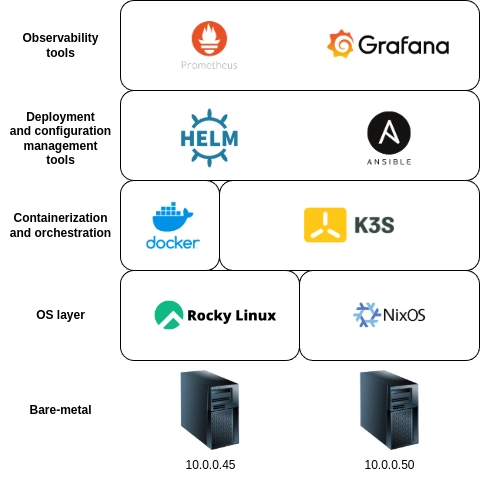 Observability
tools
Prometheus
Grafana
Deployment
and configuration
management
tools
HELM
ANSIBLE
Containerization
and orchestration
docker
K3S
OS layer
Rocky Linux
NixOS
Bare-metal
10.0.0.45
10.0.0.50